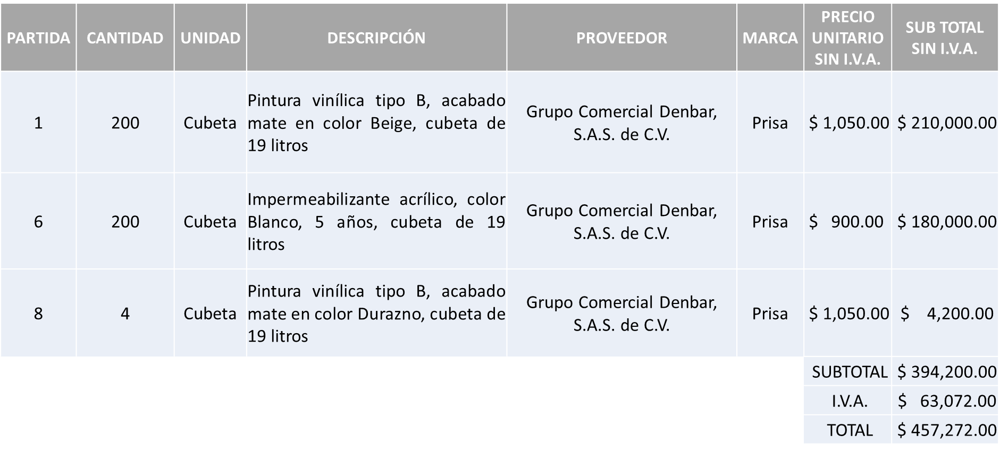 PARTIDA CANTIDAD UNIDAD DESCRIPCIÓN PROVEEDOR MARCA PRECIO UNITARIO SIN I.V.A. SUB TOTAL SIN I.V.A.
1 200 Cubeta Pintura vinílica tipo B, acabado mate en color Beige, cubeta de 19 litros Grupo Comercial Denbar, S.A.S. de C.V. Prisa $ 1,050.00 $ 210,000.00
6 200 Cubeta Impermeabilizante acrílico, color Blanco, 5 años, cubeta de 19 litros Grupo Comercial Denbar, S.A.S. de C.V. Prisa $ 900.00 $ 180,000.00
8 4 Cubeta Pintura vinílica tipo B, acabado mate en color Durazno, cubeta de 19 litros Grupo Comercial Denbar, S.A.S. de C.V. Prisa $ 1,050.00 $ 4,200.00
SUBTOTAL $ 394,200.00
I.V.A. $ 63,072.00
TOTAL $ 457,272.00